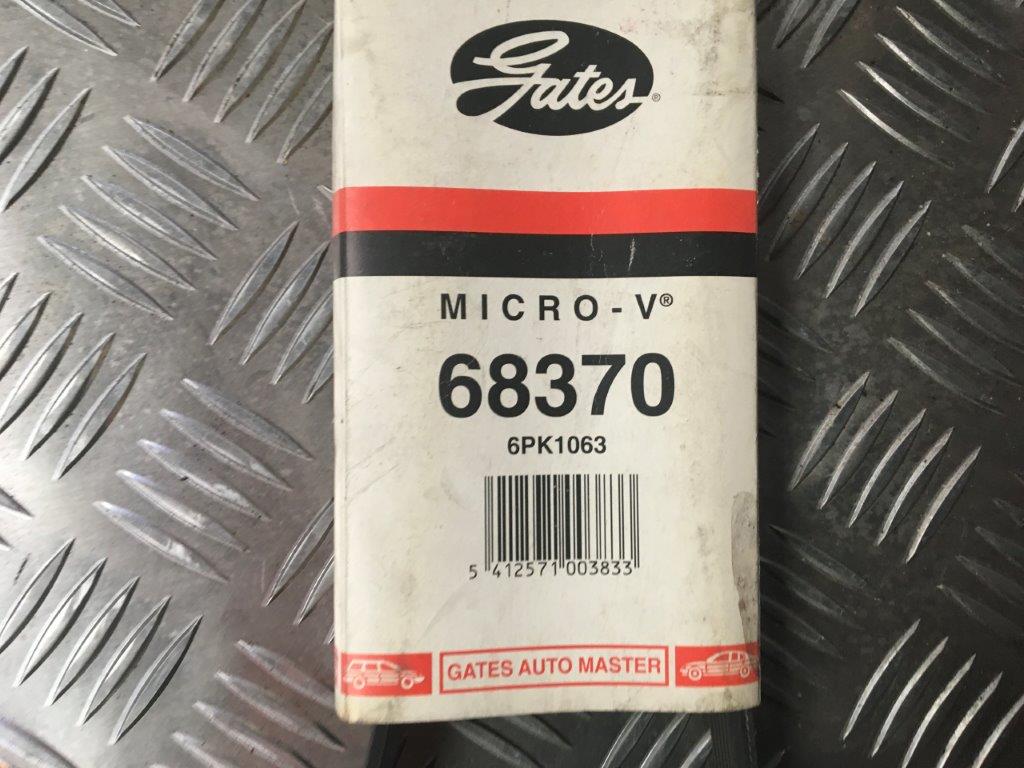 Gates®
MICRO-V®
68370
6PK1063
5 412571 003833
GATES AUTO MASTER